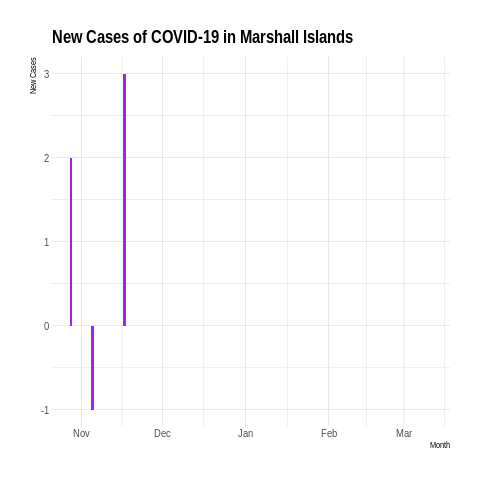 New Cases of COVID-19 in Marshall Islands
New Cases
3
2
1
0
-1
Nov Dec Jan Feb Mar
Month